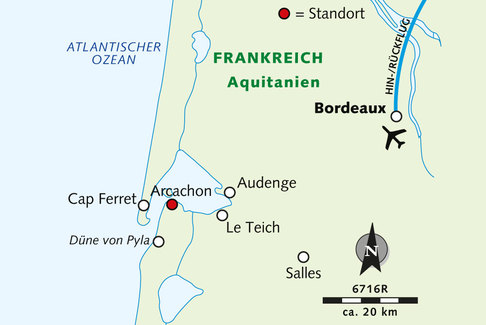 = Standort
ATLANTISCHER
OZEAN
FRANKREICH
Aquitanien
HIN-/RÜCKFLUG
Bordeaux
Audenge
Arcachon
Cap Ferret
Le Teich
Düne von Pyla
Salles
N
6716R
ca. 20 km